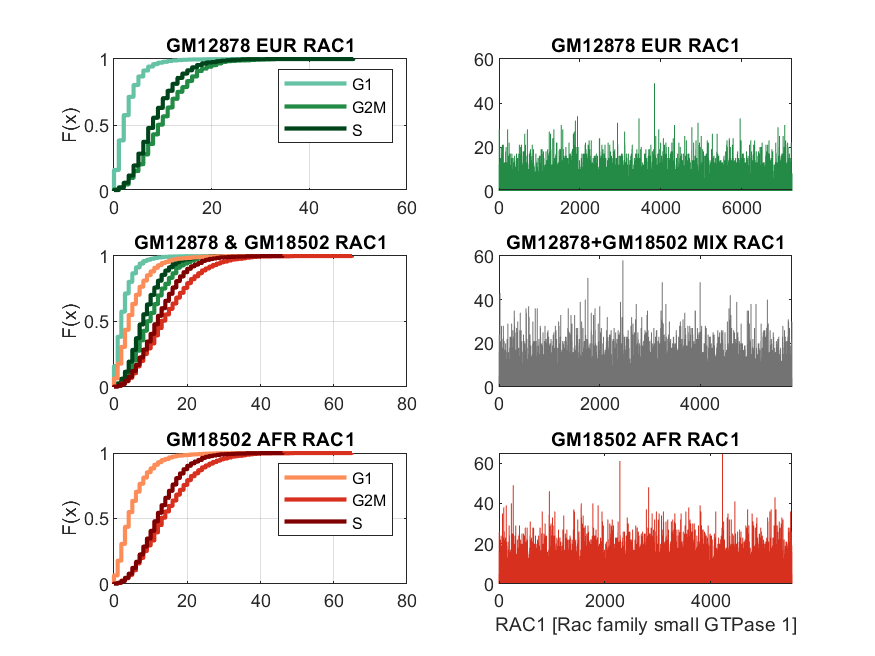 GM12878 EUR RAC1
F(x)
1
0.5
0
0 20 40 60
G1
G2M
S
GM12878 EUR RAC1
60
40
20
0
0 2000 4000 6000
GM12878 & GM18502 RAC1
F(x)
1
0.5
0
0 20 40 60 80
GM12878+GM18502 MIX RAC1
60
40
20
0
0 2000 4000
GM18502 AFR RAC1
F(x)
1
0.5
0
0 20 40 60 80
G1
G2M
S
GM18502 AFR RAC1
60
40
20
0
0 2000 4000
RAC1 [Rac family small GTPase 1]